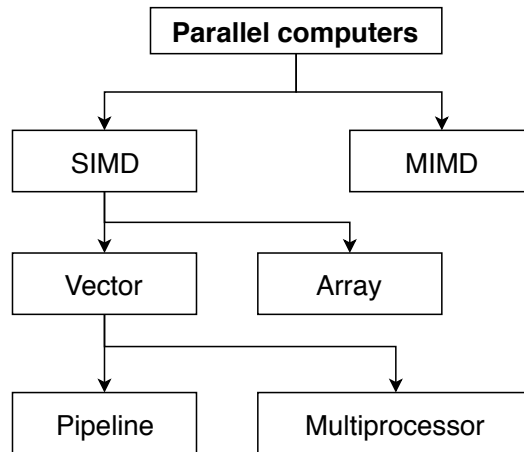 Parallel computers
SIMD
MIMD
Vector
Array
Pipeline
Multiprocessor